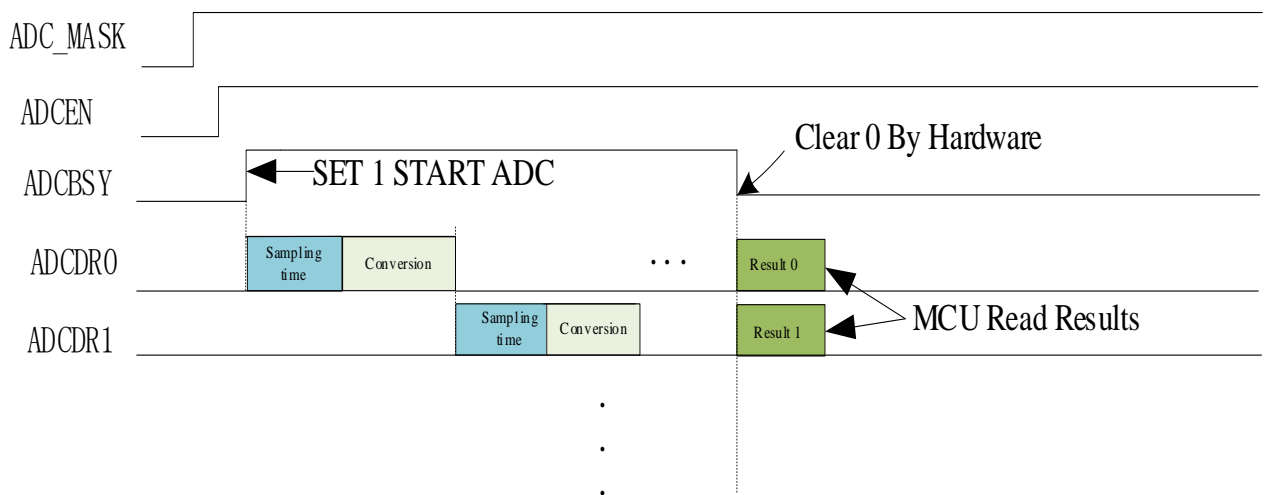 ADC_MASK
ADCEN
Clear 0 By Hardware
ADCBSY
SET 1 START ADC
ADCDR0
Sampling
time
Conversion
...
Result 0
MCU Read Results
ADCDR1
Sampling
time
Conversion
Result 1